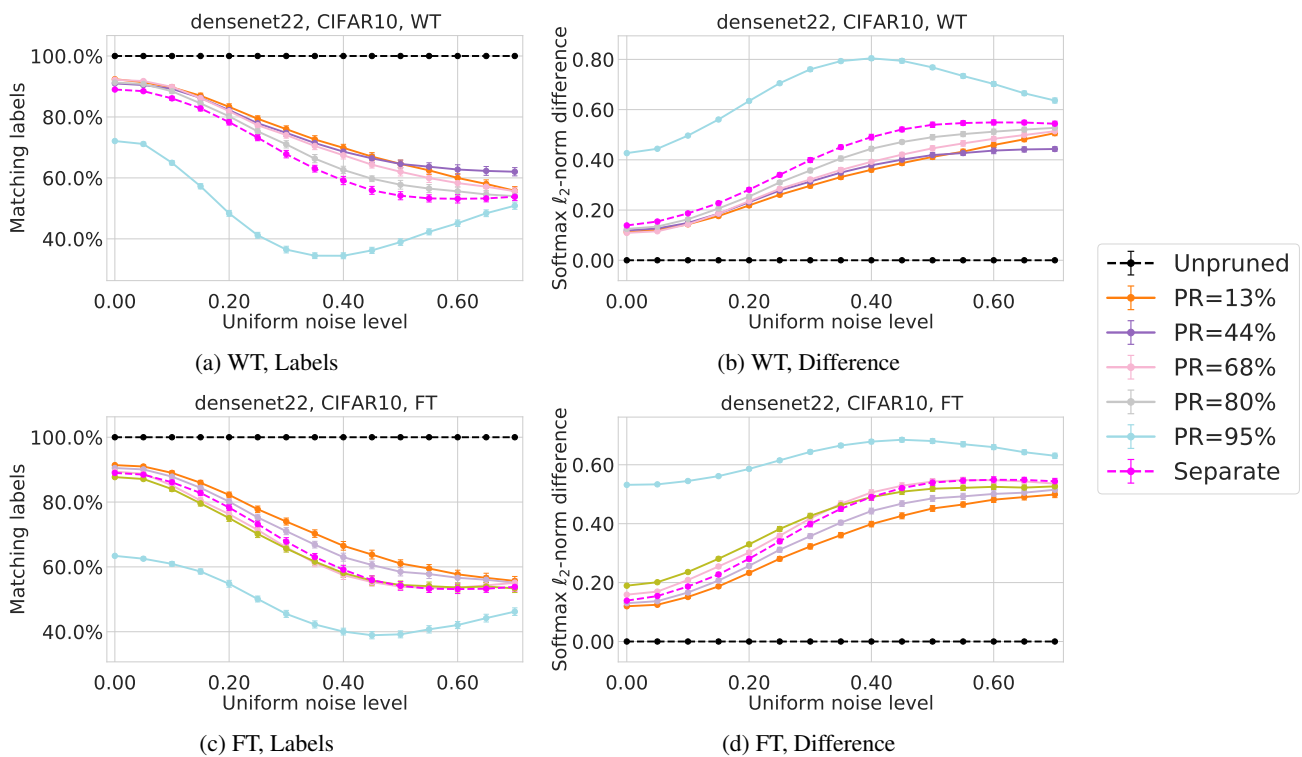 densenet22, CIFAR10, WT
Matching labels
100.0%
80.0%
60.0%
40.0%
0.00 0.20 0.40 0.60
Uniform noise level
(a) WT, Labels
densenet22, CIFAR10, WT
Softmax ℓ2-norm difference
0.80
0.60
0.40
0.20
0.00
0.00 0.20 0.40 0.60
Uniform noise level
(b) WT, Difference
densenet22, CIFAR10, FT
Matching labels
100.0%
80.0%
60.0%
40.0%
0.00 0.20 0.40 0.60
Uniform noise level
(c) FT, Labels
densenet22, CIFAR10, FT
Softmax ℓ2-norm difference
0.60
0.40
0.20
0.00
0.00 0.20 0.40 0.60
Uniform noise level
(d) FT, Difference
Unpruned
PR=13%
PR=44%
PR=68%
PR=80%
PR=95%
Separate